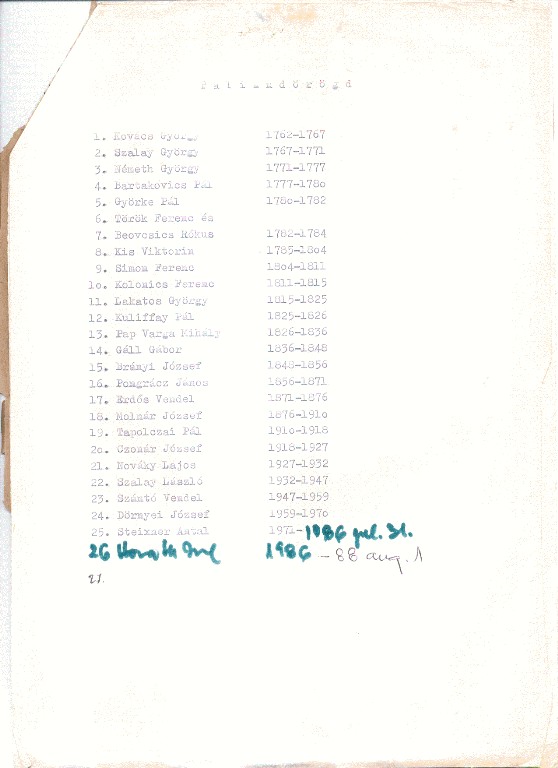 T a l i á n d ö r ö g d
1. Kovács György 1762-1767
2. Szalay György 1767-1771
3. Németh György 1771-1777
4. Bartakovics Pál 1777-178o
5. Györke Pál 178o-1782
6. Török Ferenc és
7. Beovcsics Rókus 1782-1784
8. Kis Viktorin 1785-18o4
9. Simon Ferenc 18o4-1811
1o. Kolonics Ferenc 1811-1815
11. Lakatos György 1815-1825
12. Kuliffay Pál 1825-1826
13. Pap Varga Mihály 1826-1836
14. Gáll Gábor 1836-1848
15. Brányi József 1848-1856
16. Pongrácz János 1856-1871
17. Erdős Vendel 1871-1876
18. Molnár József 1876-191o
19. Tapolczai Pál 191o-1918
2o. Czonár József 1918-1927
21. Nováky Lajos 1927-1932
22. Szalay László 1932-1947
23. Szántó Vendel 1947-1959
24. Dörnyei József 1959-197o
25. Steixner Antal 1971-1986 jul. 31.
26 Horváth 1986 - 88 aug. 1
27.